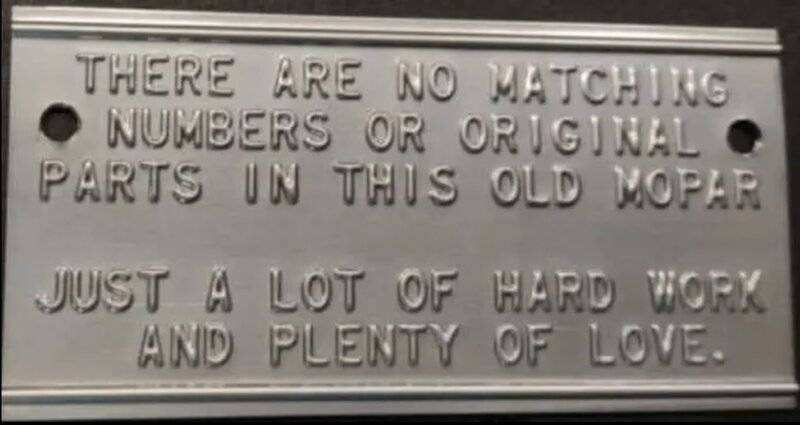 THERE ARE NO MATCHING
NUMBERS OR ORIGINAL
PARTS IN THIS OLD MOPAR
JUST A LOT OF HARD WORK
AND PLENTY OF LOVE.